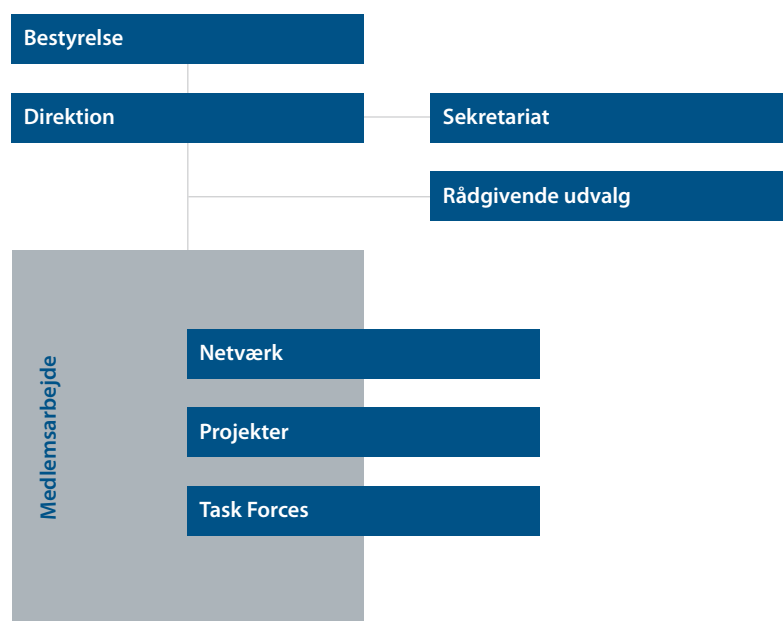 Bestyrelse
Direktion
Sekretariat
Rådgivende udvalg
Medlemsarbejde
Netværk
Projekter
Task Forces